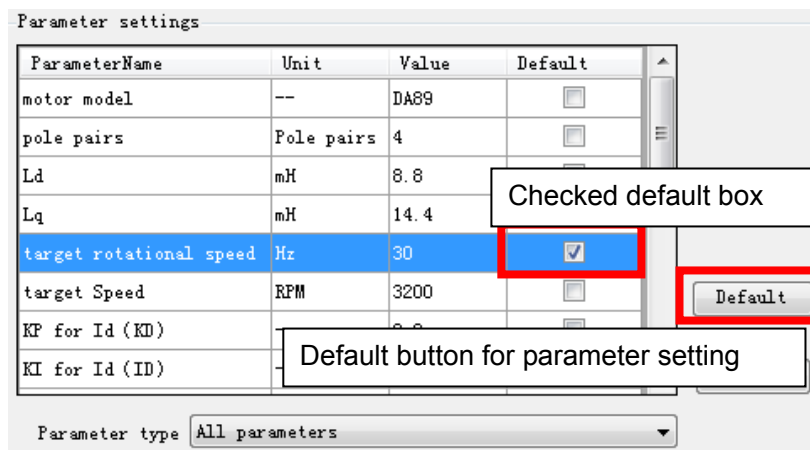 Parameter settings
ParameterName Unit Value Default
motor model -- DA89
pole pairs Pole pairs 4
Ld mH 8.8
Lq mH 14.4
Checked default box
target rotational speed Hz 30
target Speed RPM 3200
Default
KP for Id (KD)
Default button for parameter setting
KI for Id (ID)
Parameter type All parameters